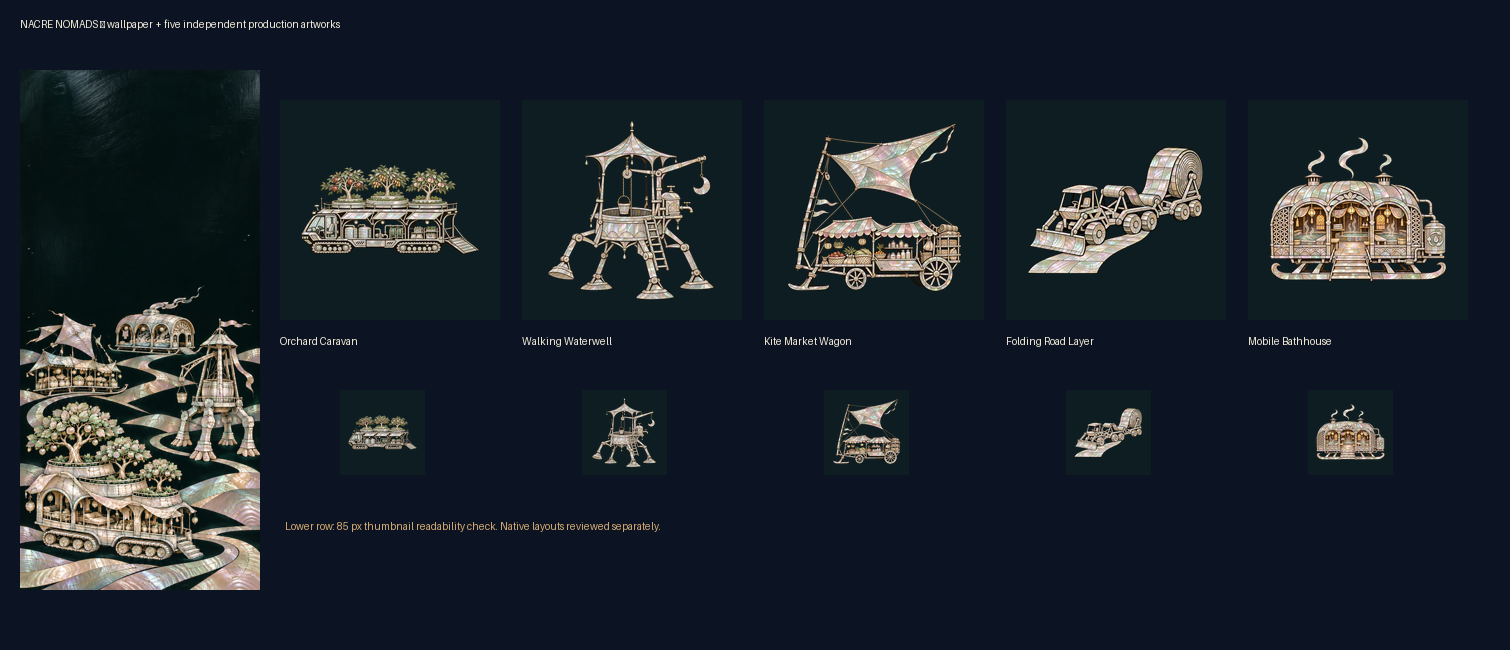 NACRE NOMADS▯wallpaper + five independent production artworks
Orchard Caravan
Walking Waterwell
Kite Market Wagon
Folding Road Layer
Mobile Bathhouse
Lower row: 85 px thumbnail readability check. Native layouts reviewed separately.